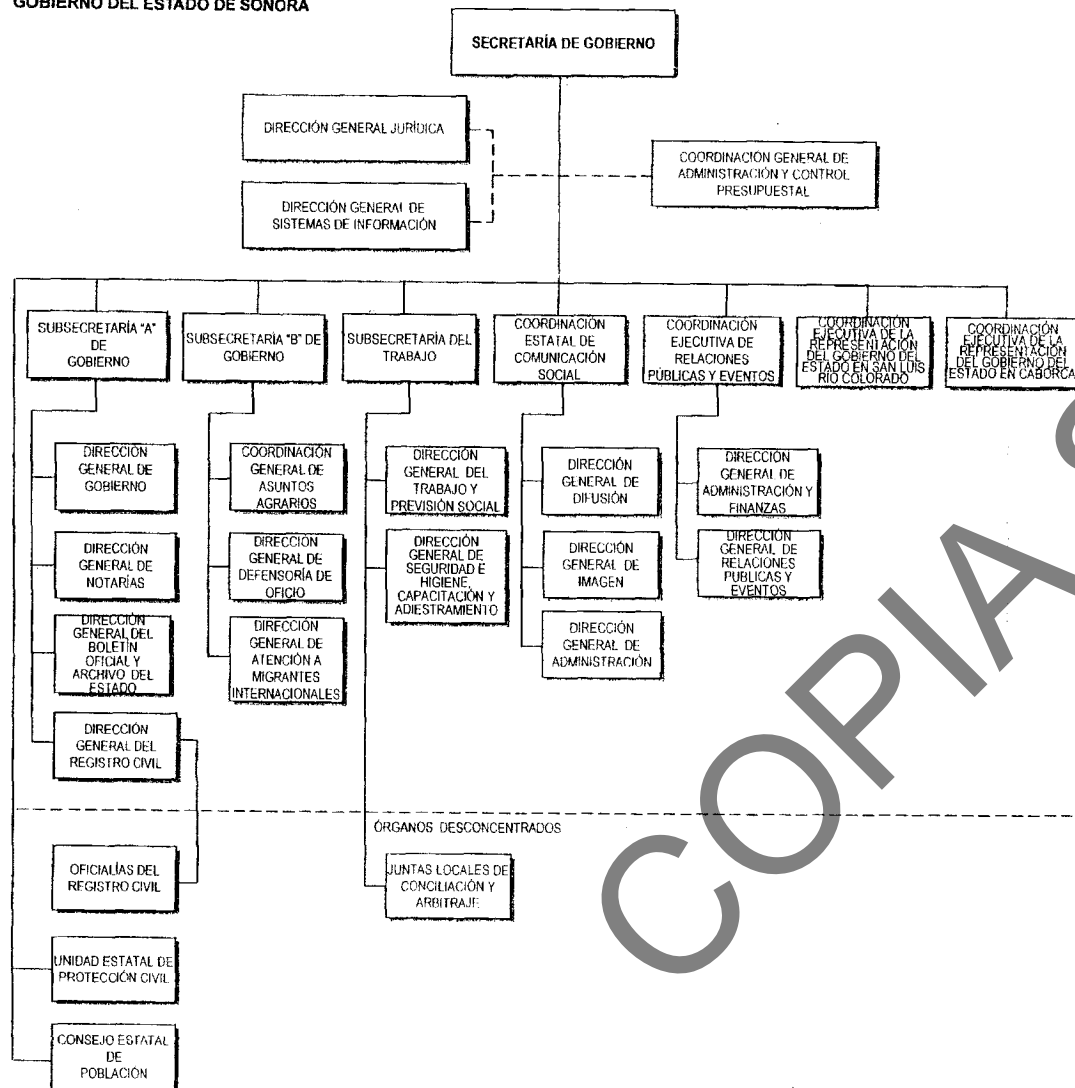 GOBIERNO DEL ESTADO DE SONORA
SECRETARÍA DE GOBIERNO
DIRECCIÓN GENERAL JURÍDICA
COORDINACIÓN GENERAL DE
ADMINISTRACIÓN Y CONTROL
PRESUPUESTAL
DIRECCIÓN GENERAL DE
SISTEMAS DE INFORMACIÓN
SUBSECRETARÍA "A"
DE
GOBIERNO
SUBSECRETARÍA "B" DE
GOBIERNO
SUBSECRETARÍA DEL
TRABAJO
COORDINACIÓN
ESTATAL DE
COMUNICACIÓN
SOCIAL
COORDINACIÓN
EJECUTIVA DE
RELACIONES
PÚBLICAS Y EVENTOS
COORDINACIÓN
EJECUTIVA DE LA
REPRESENTACIÓN
DEL GOBIERNO DEL
ESTADO EN SAN LUIS
RIO COLORADO
COORDINACIÓN
EJECUTIVA DE LA
REPRESENTACIÓN
DEL GOBIERNO DEL
ESTADO EN CABORCA
DIRECCIÓN
GENERAL DE
GOBIERNO
DIRECCIÓN
GENERAL DE
NOTARÍAS
DIRECCIÓN
GENERAL DEL
BOLETÍN
OFICIAL Y
ARCHIVO DEL
ESTADO
DIRECCIÓN
GENERAL DEL
REGISTRO CIVIL
COORDINACIÓN
GENERAL DE
ASUNTOS
AGRARIOS
DIRECCIÓN
GENERAL DE
DEFENSORÍA DE
OFICIO
DIRECCIÓN
GENERAL DE
ATENCIÓN A
MIGRANTES
INTERNACIONALES
DIRECCIÓN
GENERAL DEL
TRABAJO Y
PREVISIÓN SOCIAL
DIRECCIÓN
GENERAL DE
SEGURIDAD E
HIGIENE,
CAPACITACIÓN Y
ADIESTRAMIENTO
DIRECCIÓN
GENERAL DE
DIFUSIÓN
DIRECCIÓN
GENERAL DE
IMAGEN
DIRECCIÓN
GENERAL DE
ADMINISTRACIÓN
DIRECCIÓN
GENERAL DE
ADMINISTRACIÓN Y
FINANZAS
DIRECCIÓN
GENERAL DE
RELACIONES
PUBLICAS Y
EVENTOS
ÓRGANOS DESCONCENTRADOS
OFICIALÍAS DEL
REGISTRO CIVIL
JUNTAS LOCALES DE
CONCILIACIÓN Y
ARBITRAJE
UNIDAD ESTATAL DE
PROTECCIÓN CIVIL
CONSEJO ESTATAL
DE
POBLACIÓN
COPIA